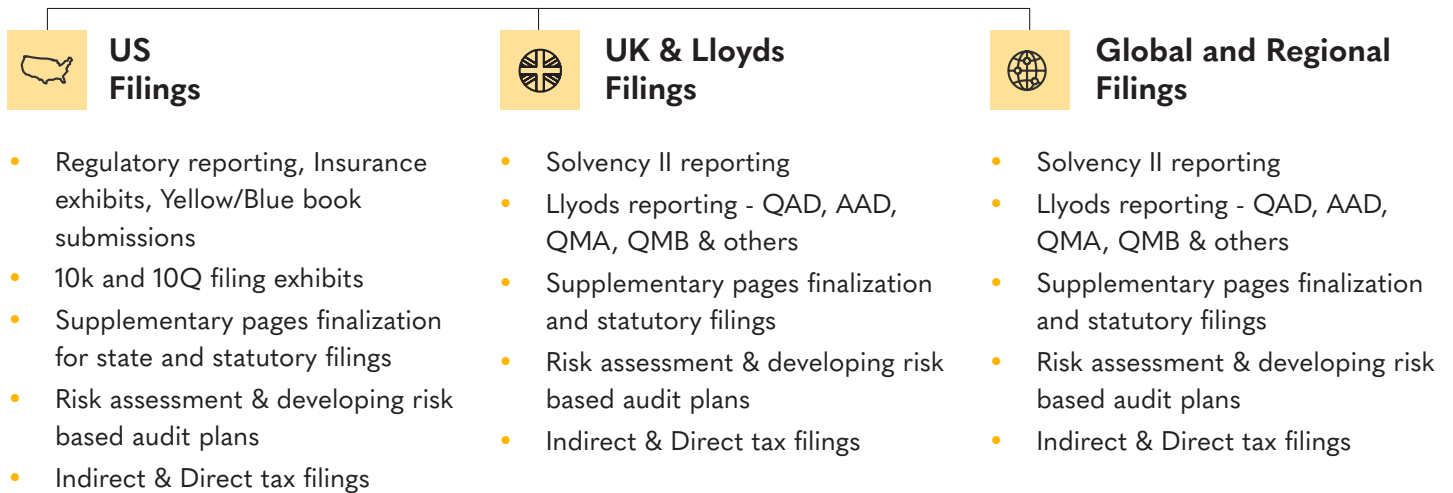 US
Filings
• Regulatory reporting, Insurance
exhibits, Yellow/Blue book
submissions
• 10k and 10Q filing exhibits
• Supplementary pages finalization
for state and statutory filings
• Risk assessment & developing risk
based audit plans
• Indirect & Direct tax filings
UK & Lloyds
Filings
• Solvency II reporting
• Llyods reporting - QAD, AAD,
QMA, QMB & others
• Supplementary pages finalization
and statutory filings
• Risk assessment & developing risk
based audit plans
• Indirect & Direct tax filings
Global and Regional
Filings
• Solvency II reporting
• Llyods reporting - QAD, AAD,
QMA, QMB & others
• Supplementary pages finalization
and statutory filings
• Risk assessment & developing risk
based audit plans
• Indirect & Direct tax filings